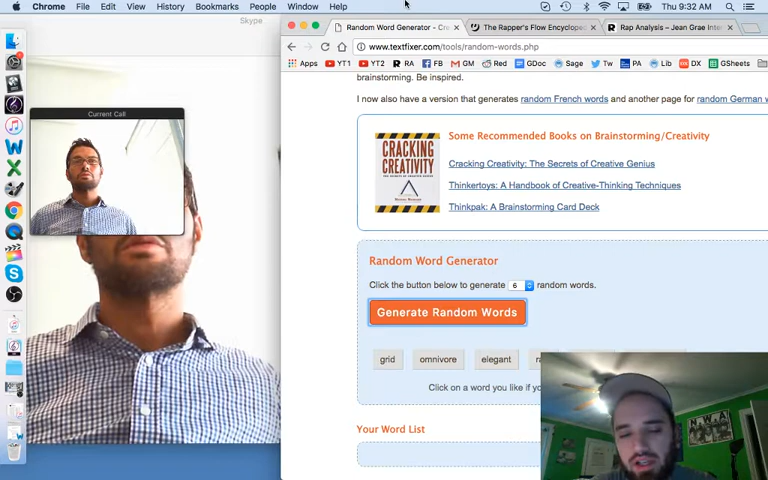 Chrome File Edit View History Bookmarks People Window Help Thu 9:32 AM
Skype
Random Word Generator - Cre
The Rapper's Flow Encyclope
Rap Analysis – Jean Grae Inter
www.textfixer.com/tools/random-words.php
Apps YT1 YT2 RA FB GM GDoc Sage Tw PA Lib DX GSheets
brainstorming. Be inspired.
I now also have a version that generates random French words and another page for random German w
Current Call
Some Recommended Books on Brainstorming/Creativity
CRACKING
CREATIVITY
Cracking Creativity: The Secrets of Creative Genius
Thinkertoys: A Handbook of Creative-Thinking Techniques
Thinkpak: A Brainstorming Card Deck
Random Word Generator
Click the button below to generate 6 random words.
Generate Random Words
grid omnivore elegant
Click on a word you like if yo
Your Word List
NWA